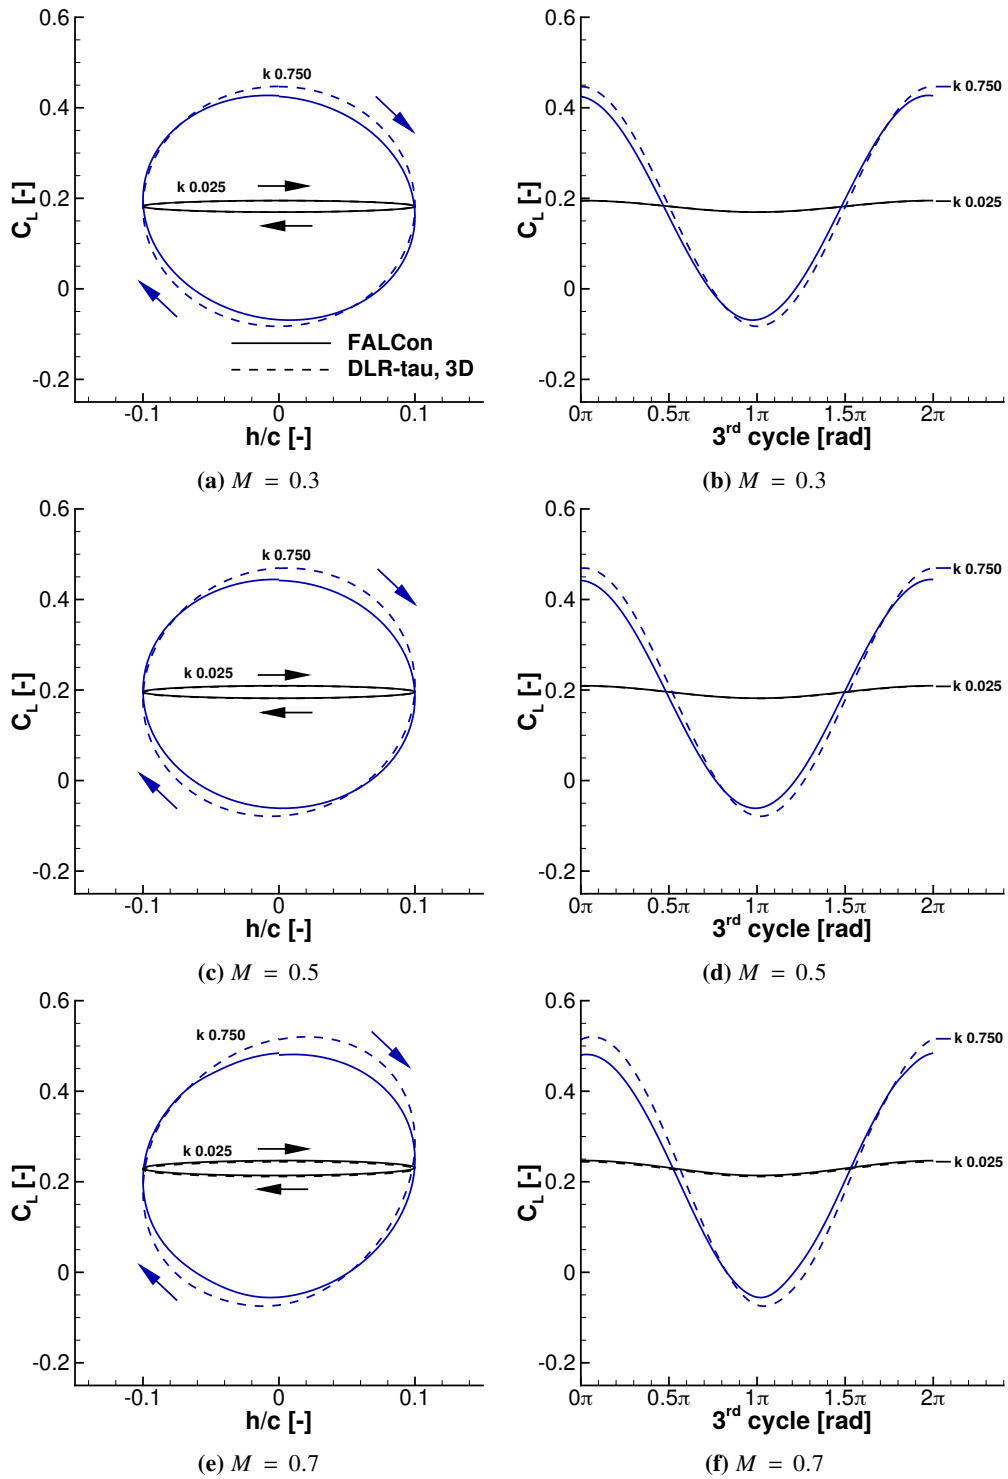 0.6
0.4
0.2
0
-0.2
C_L [-]
k 0.750
k 0.025
FALCon
DLR-tau, 3D
-0.1 0 0.1
h/c [-]
(a) M = 0.3
0.6
0.4
0.2
0
-0.2
C_L [-]
k 0.750
k 0.025
0π 0.5π 1π 1.5π 2π
3^rd cycle [rad]
(b) M = 0.3
0.6
0.4
0.2
0
-0.2
C_L [-]
k 0.750
k 0.025
-0.1 0 0.1
h/c [-]
(c) M = 0.5
0.6
0.4
0.2
0
-0.2
C_L [-]
k 0.750
k 0.025
0π 0.5π 1π 1.5π 2π
3^rd cycle [rad]
(d) M = 0.5
0.6
0.4
0.2
0
-0.2
C_L [-]
k 0.750
k 0.025
-0.1 0 0.1
h/c [-]
(e) M = 0.7
0.6
0.4
0.2
0
-0.2
C_L [-]
k 0.750
k 0.025
0π 0.5π 1π 1.5π 2π
3^rd cycle [rad]
(f) M = 0.7